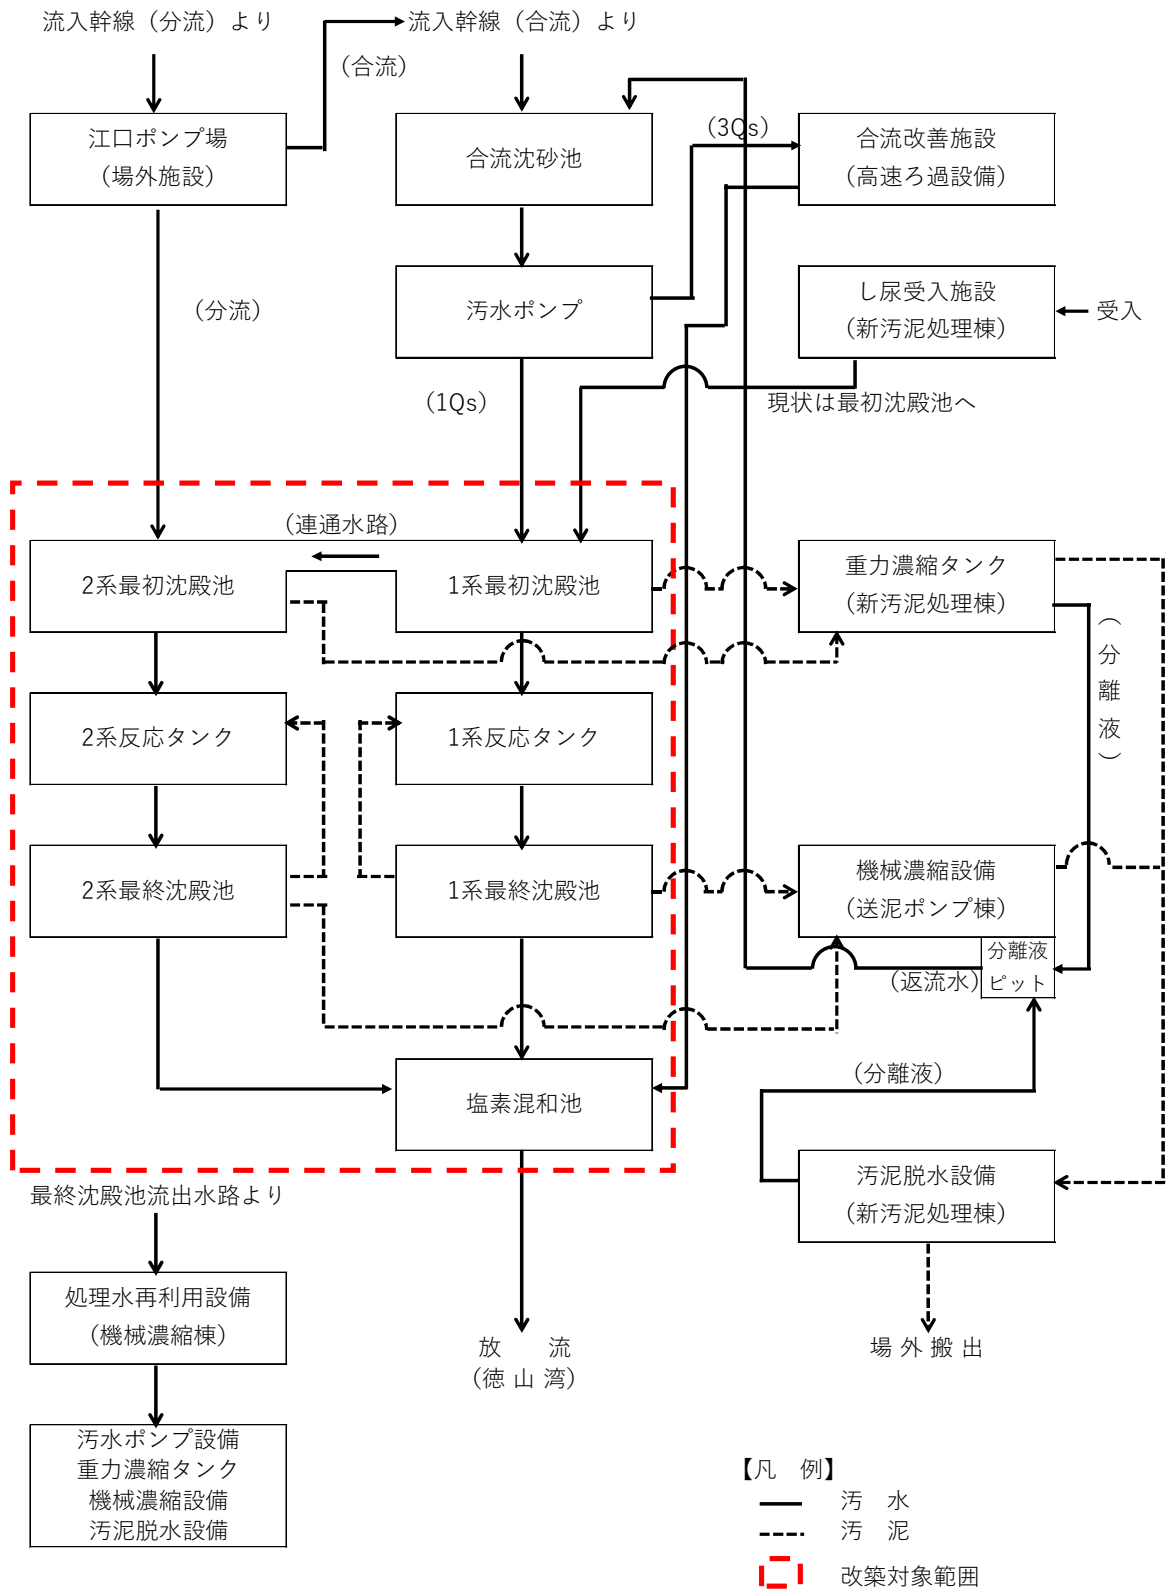 流入幹線（分流）より
流入幹線（合流）より
(合流)
江口ポンプ場
(場外施設)
合流沈砂池
(3Qs)
合流改善施設
(高速ろ過設備)
(分流)
汚水ポンプ
し尿受入施設
(新汚泥処理棟)
受入
(1Qs)
現状は最初沈殿池へ
(連通水路)
2系最初沈殿池
1系最初沈殿池
重力濃縮タンク
(新汚泥処理棟)
(分離液)
2系反応タンク
1系反応タンク
2系最終沈殿池
1系最終沈殿池
機械濃縮設備
(送泥ポンプ棟)
分離液
ピット
(返流水)
(分離液)
塩素混和池
汚泥脱水設備
(新汚泥処理棟)
最終沈殿池流出水路より
処理水再利用設備
(機械濃縮棟)
放　流
(徳山湾)
場外搬出
汚水ポンプ設備
重力濃縮タンク
機械濃縮設備
汚泥脱水設備
【凡　例】
汚　水
汚　泥
改築対象範囲